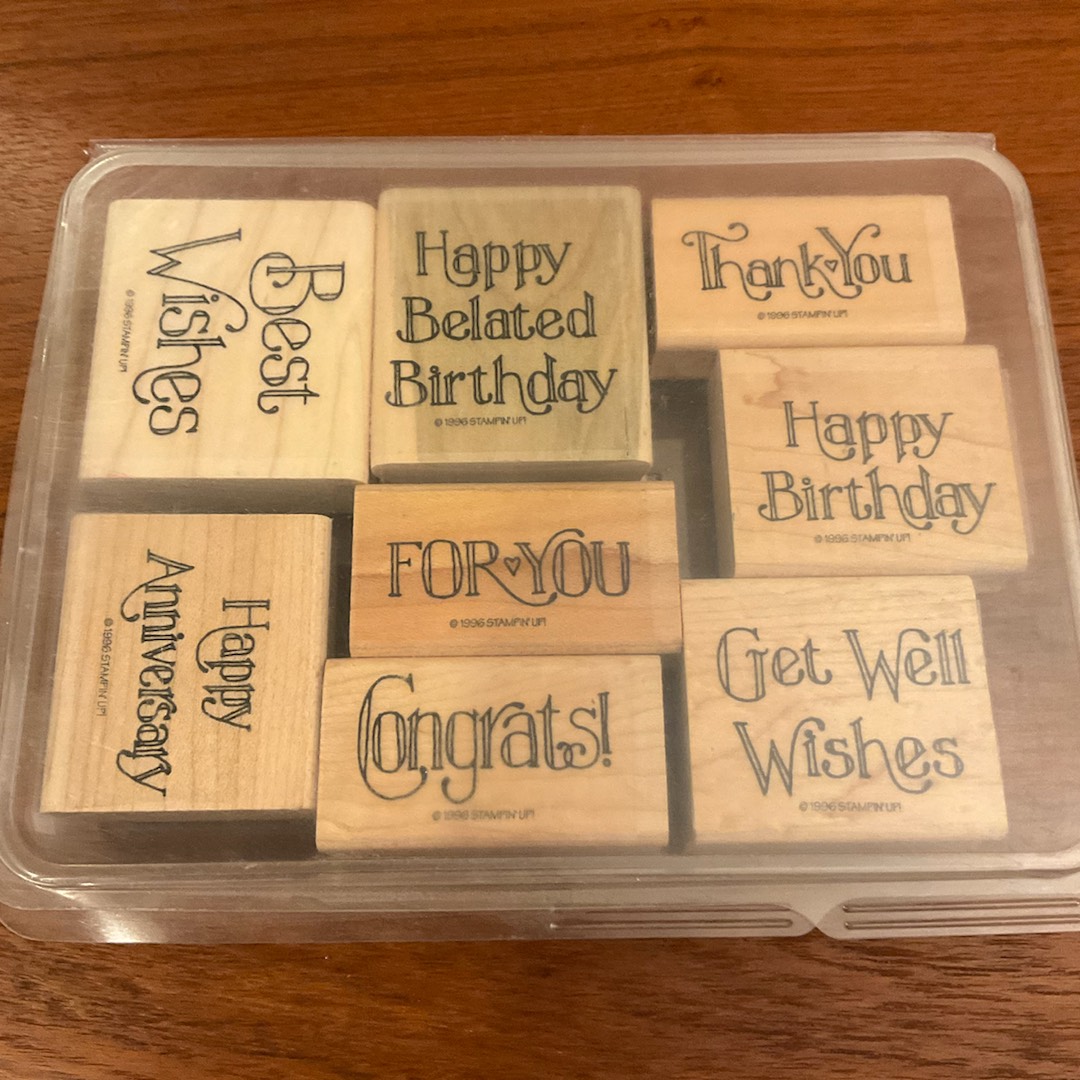 Best
Wishes
© 1996 STAMPIN' UP!
Happy
Belated
Birthday
© 1996 STAMPIN' UP!
Thank You
© 1996 STAMPIN' UP!
Happy
Birthday
© 1996 STAMPIN' UP!
Happy
Anniversary
© 1996 STAMPIN' UP!
FOR YOU
© 1996 STAMPIN' UP!
Congrats!
© 1996 STAMPIN' UP!
Get Well
Wishes
© 1996 STAMPIN' UP!